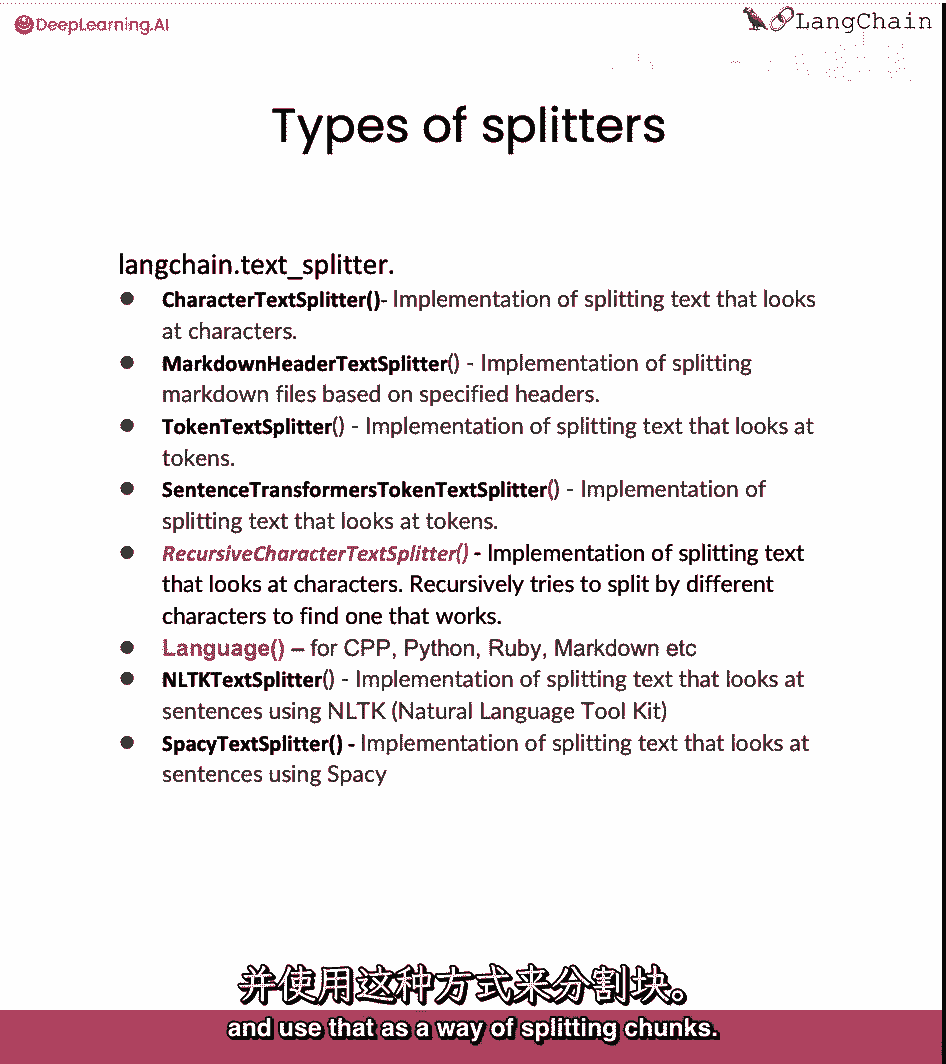 DeepLearning.AI
LangChain
Types of splitters
langchain.text_splitter.
● CharacterTextSplitter()- Implementation of splitting text that looks
at characters.
● MarkdownHeaderTextSplitter() - Implementation of splitting
markdown files based on specified headers.
● TokenTextSplitter() - Implementation of splitting text that looks at
tokens.
● SentenceTransformersTokenTextSplitter() - Implementation of
splitting text that looks at tokens.
● RecursiveCharacterTextSplitter() - Implementation of splitting text
that looks at characters. Recursively tries to split by different
characters to find one that works.
● Language() – for CPP, Python, Ruby, Markdown etc
● NLTKTextSplitter() - Implementation of splitting text that looks at
sentences using NLTK (Natural Language Tool Kit)
● SpacyTextSplitter() - Implementation of splitting text that looks at
sentences using Spacy
并使用这种方式来分割块。
and use that as a way of splitting chunks.